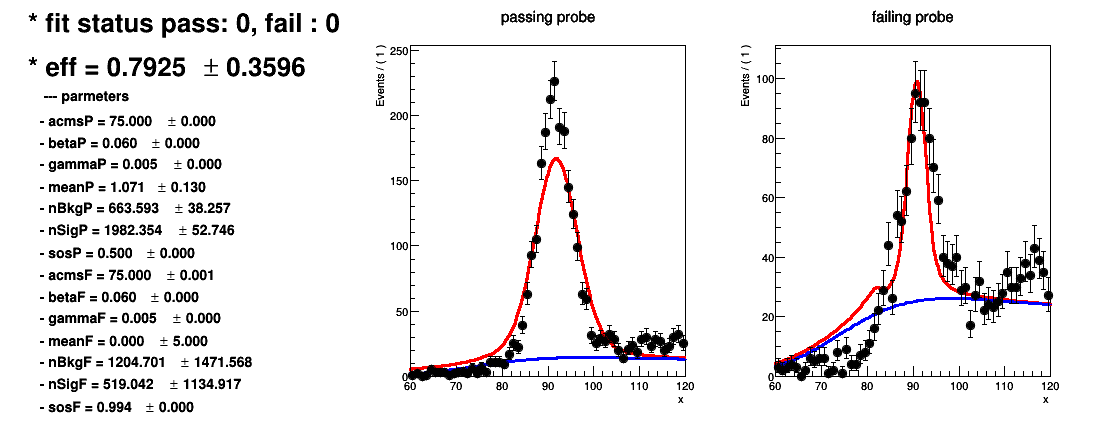 * fit status pass: 0, fail : 0
* eff = 0.7925 ± 0.3596
--- parmeters
- acmsP = 75.000 ± 0.000
- betaP = 0.060 ± 0.000
- gammaP = 0.005 ± 0.000
- meanP = 1.071 ± 0.130
- nBkgP = 663.593 ± 38.257
- nSigP = 1982.354 ± 52.746
- sosP = 0.500 ± 0.000
- acmsF = 75.000 ± 0.001
- betaF = 0.060 ± 0.000
- gammaF = 0.005 ± 0.000
- meanF = 0.000 ± 5.000
- nBkgF = 1204.701 ± 1471.568
- nSigF = 519.042 ± 1134.917
- sosF = 0.994 ± 0.000
passing probe
Events / ( 1 )
250
200
150
100
50
0
60 70 80 90 100 110 120
x
failing probe
Events / ( 1 )
100
80
60
40
20
0
60 70 80 90 100 110 120
x